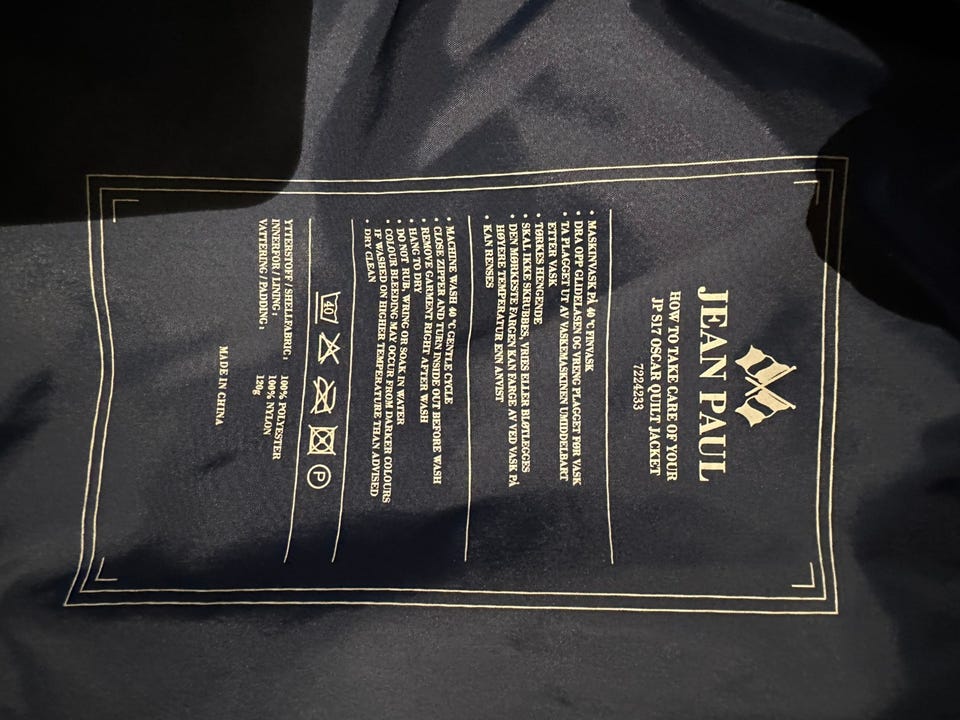 JEAN PAUL
HOW TO TAKE CARE OF YOUR
JP S17 OSCAR QUILT JACKET
7224233
• MASKINVASK PÅ 40 °C FINVASK
• DRA OPP GLIDELÅSEN OG VRENG PLAGGET FØR VASK
• TA PLAGGET UT AV VASKEMASKINEN UMIDDELBART
ETTER VASK
• TØRKES HENGENDE
• SKAL IKKE SKRUBBES, VRIES ELLER BLØTLEGGES
• DEN MØRKESTE FARGEN KAN FARGE AV VED VASK PÅ
HØYERE TEMPERATUR ENN ANVIST
• KAN RENSES
• MACHINE WASH 40 °C GENTLE CYCLE
• CLOSE ZIPPER AND TURN INSIDE OUT BEFORE WASH
• REMOVE GARMENT RIGHT AFTER WASH
• HANG TO DRY
• DO NOT RUB, WRING OR SOAK IN WATER
• COLOUR BLEEDING MAY OCCUR FROM DARKER COLOURS
IF WASHED ON HIGHER TEMPERATURE THAN ADVISED
• DRY CLEAN
40 P
YTTERSTOFF / SHELLFABRIC: 100% POLYESTER
INNERFOR / LINING: 100% NYLON
VATTERING / PADDING: 120g
MADE IN CHINA